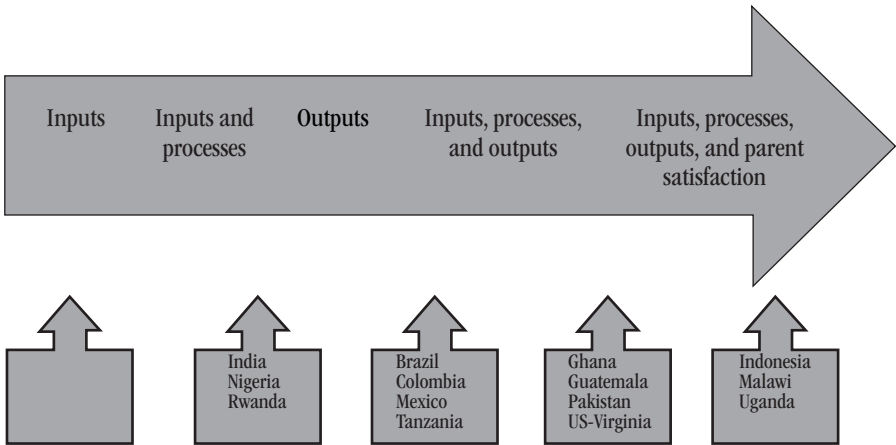 Inputs
Inputs and
processes
Outputs
Inputs, processes,
and outputs
Inputs, processes,
outputs, and parent
satisfaction
India
Nigeria
Rwanda
Brazil
Colombia
Mexico
Tanzania
Ghana
Guatemala
Pakistan
US-Virginia
Indonesia
Malawi
Uganda